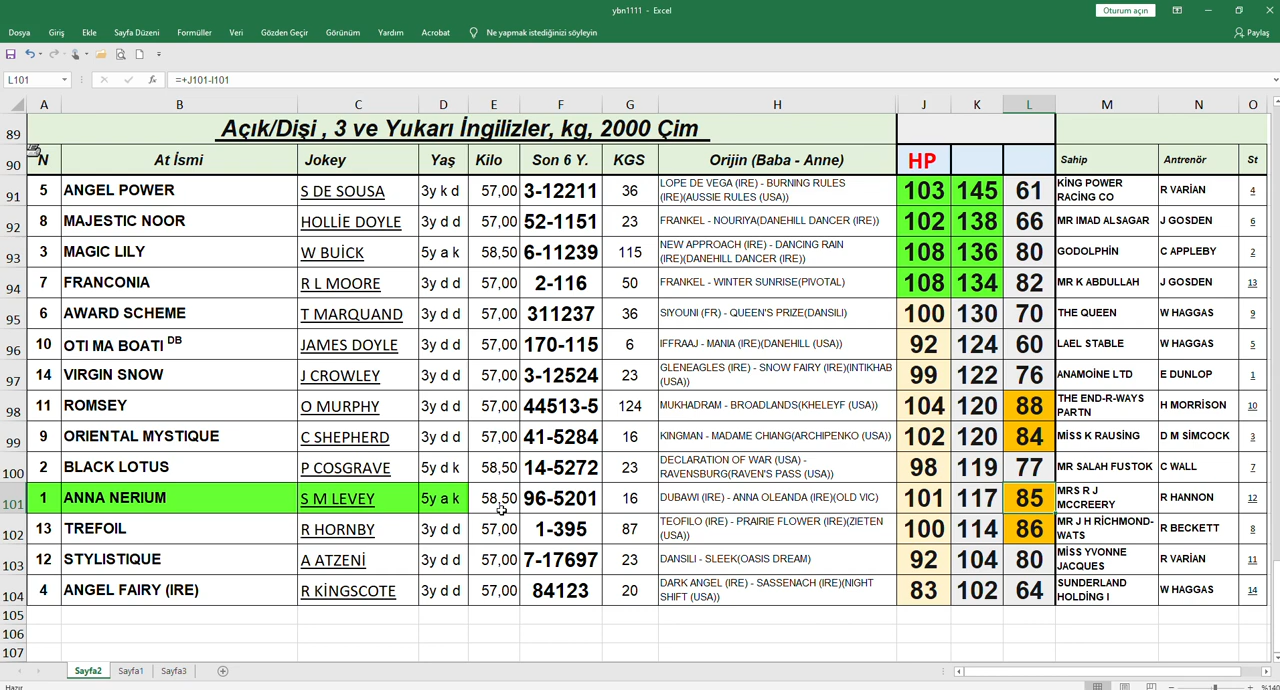 ybn1111 - Excel
Oturum açın
Dosya Giriş Ekle Sayfa Düzeni Formüller Veri Gözden Geçir Görünüm Yardım Acrobat Ne yapmak istediğinizi söyleyin Paylaş
L101 fx =+J101-I101
A B C D E F G H J K L M N O
89 Açık/Dişi , 3 ve Yukarı İngilizler, kg, 2000 Çim
90 N At İsmi Jokey Yaş Kilo Son 6 Y. KGS Orijin (Baba - Anne) HP Sahip Antrenör St
91 5 ANGEL POWER S DE SOUSA 3y k d 57,00 3-12211 36 LOPE DE VEGA (IRE) - BURNING RULES (IRE)(AUSSIE RULES (USA)) 103 145 61 KİNG POWER RACİNG CO R VARİAN 4
92 8 MAJESTIC NOOR HOLLİE DOYLE 3y d d 57,00 52-1151 23 FRANKEL - NOURIYA(DANEHILL DANCER (IRE)) 102 138 66 MR IMAD ALSAGAR J GOSDEN 6
93 3 MAGIC LILY W BUİCK 5y a k 58,50 6-11239 115 NEW APPROACH (IRE) - DANCING RAIN (IRE)(DANEHILL DANCER (IRE)) 108 136 80 GODOLPHİN C APPLEBY 2
94 7 FRANCONIA R L MOORE 3y d d 57,00 2-116 50 FRANKEL - WINTER SUNRISE(PIVOTAL) 108 134 82 MR K ABDULLAH J GOSDEN 13
95 6 AWARD SCHEME T MARQUAND 3y d d 57,00 311237 36 SIYOUNI (FR) - QUEEN'S PRIZE(DANSILI) 100 130 70 THE QUEEN W HAGGAS 9
96 10 OTI MA BOATI DB JAMES DOYLE 3y d d 57,00 170-115 6 IFFRAAJ - MANIA (IRE)(DANEHILL (USA)) 92 124 60 LAEL STABLE W HAGGAS 5
97 14 VIRGIN SNOW J CROWLEY 3y d d 57,00 3-12524 23 GLENEAGLES (IRE) - SNOW FAIRY (IRE)(INTIKHAB (USA)) 99 122 76 ANAMOİNE LTD E DUNLOP 1
98 11 ROMSEY O MURPHY 3y d d 57,00 44513-5 124 MUKHADRAM - BROADLANDS(KHELEYF (USA)) 104 120 88 THE END-R-WAYS PARTN H MORRİSON 10
99 9 ORIENTAL MYSTIQUE C SHEPHERD 3y d d 57,00 41-5284 16 KINGMAN - MADAME CHIANG(ARCHIPENKO (USA)) 102 120 84 MİSS K RAUSİNG D M SİMCOCK 3
100 2 BLACK LOTUS P COSGRAVE 5y d k 58,50 14-5272 23 DECLARATION OF WAR (USA) - RAVENSBURG(RAVEN'S PASS (USA)) 98 119 77 MR SALAH FUSTOK C WALL 7
101 1 ANNA NERIUM S M LEVEY 5y a k 58,50 96-5201 16 DUBAWI (IRE) - ANNA OLEANDA (IRE)(OLD VIC) 101 117 85 MRS R J MCCREERY R HANNON 12
102 13 TREFOIL R HORNBY 3y d d 57,00 1-395 87 TEOFILO (IRE) - PRAIRIE FLOWER (IRE)(ZIETEN (USA)) 100 114 86 MR J H RİCHMOND-WATS R BECKETT 8
103 12 STYLISTIQUE A ATZENİ 3y d d 57,00 7-17697 23 DANSILI - SLEEK(OASIS DREAM) 92 104 80 MİSS YVONNE JACQUES R VARİAN 11
104 4 ANGEL FAIRY (IRE) R KİNGSCOTE 3y d d 57,00 84123 20 DARK ANGEL (IRE) - SASSENACH (IRE)(NIGHT SHIFT (USA)) 83 102 64 SUNDERLAND HOLDİNG I W HAGGAS 14
105
106
107
Sayfa2 Sayfa1 Sayfa3
Hazır %140